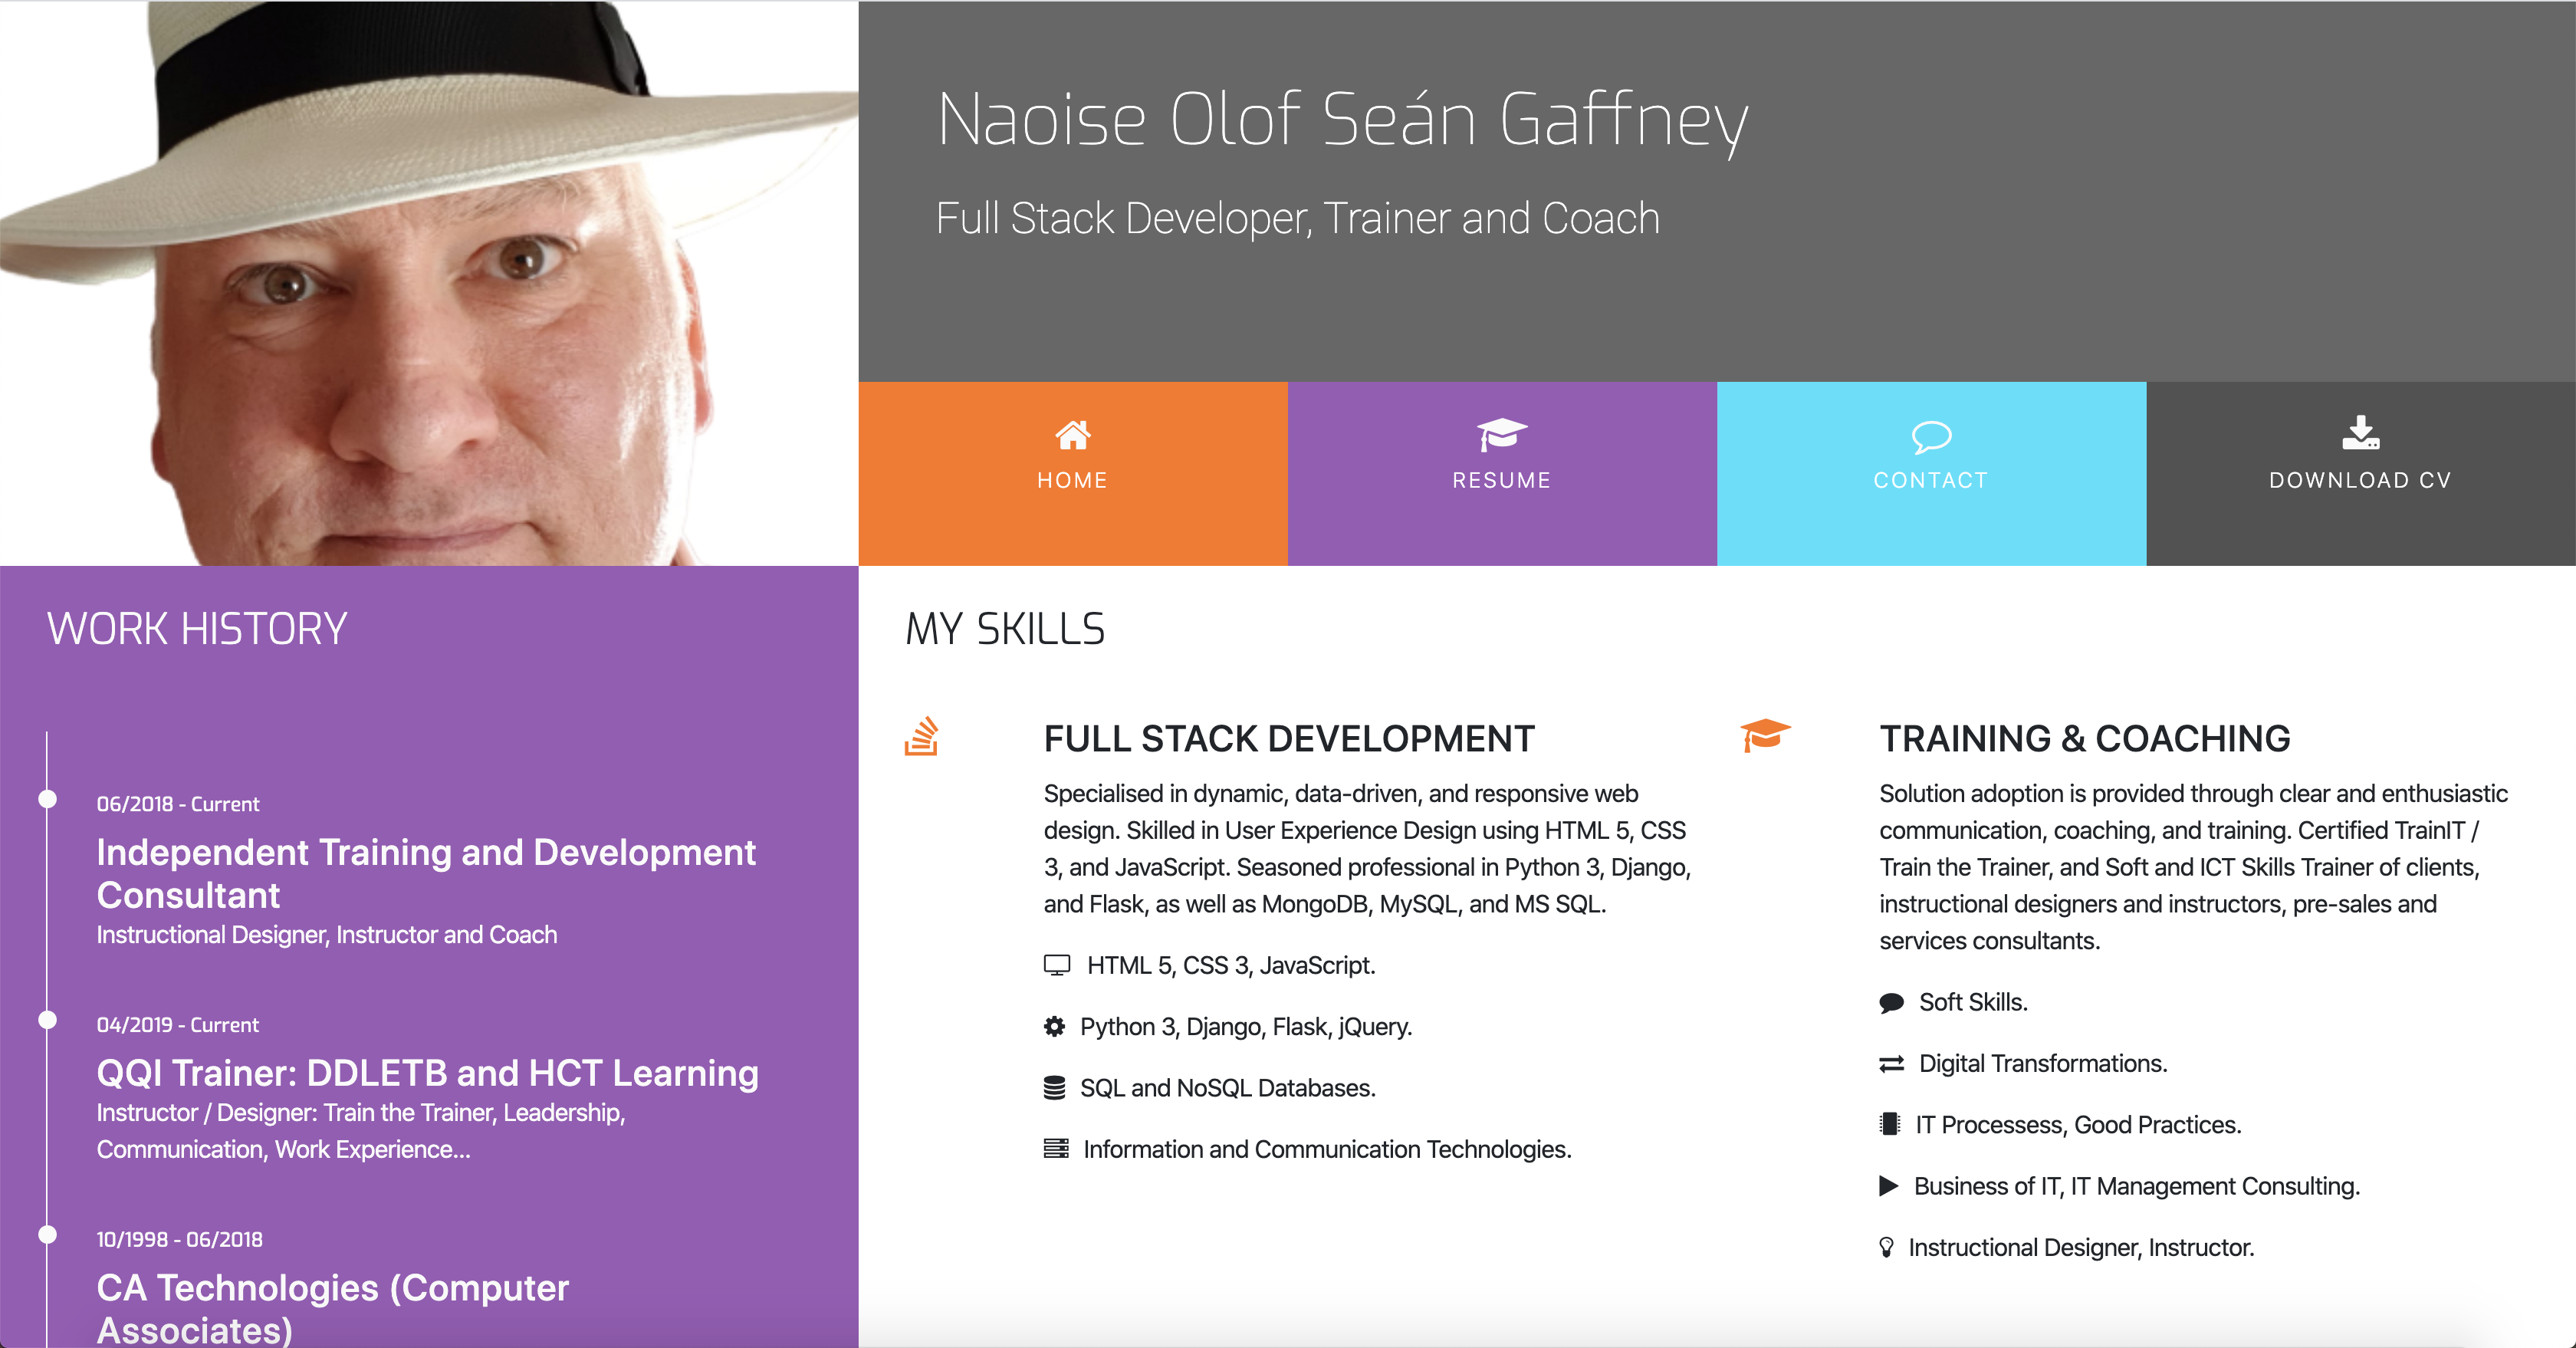 Naoise Olof Seán Gaffney
Full Stack Developer, Trainer and Coach
HOME
RESUME
CONTACT
DOWNLOAD CV
WORK HISTORY
06/2018 - Current
Independent Training and Development
Consultant
Instructional Designer, Instructor and Coach
04/2019 - Current
QQI Trainer: DDLETB and HCT Learning
Instructor / Designer: Train the Trainer, Leadership,
Communication, Work Experience...
10/1998 - 06/2018
CA Technologies (Computer
Associates)
MY SKILLS
FULL STACK DEVELOPMENT
Specialised in dynamic, data-driven, and responsive web
design. Skilled in User Experience Design using HTML 5, CSS
3, and JavaScript. Seasoned professional in Python 3, Django,
and Flask, as well as MongoDB, MySQL, and MS SQL.
HTML 5, CSS 3, JavaScript.
Python 3, Django, Flask, jQuery.
SQL and NoSQL Databases.
Information and Communication Technologies.
TRAINING & COACHING
Solution adoption is provided through clear and enthusiastic
communication, coaching, and training. Certified TrainIT /
Train the Trainer, and Soft and ICT Skills Trainer of clients,
instructional designers and instructors, pre-sales and
services consultants.
Soft Skills.
Digital Transformations.
IT Processess, Good Practices.
Business of IT, IT Management Consulting.
Instructional Designer, Instructor.